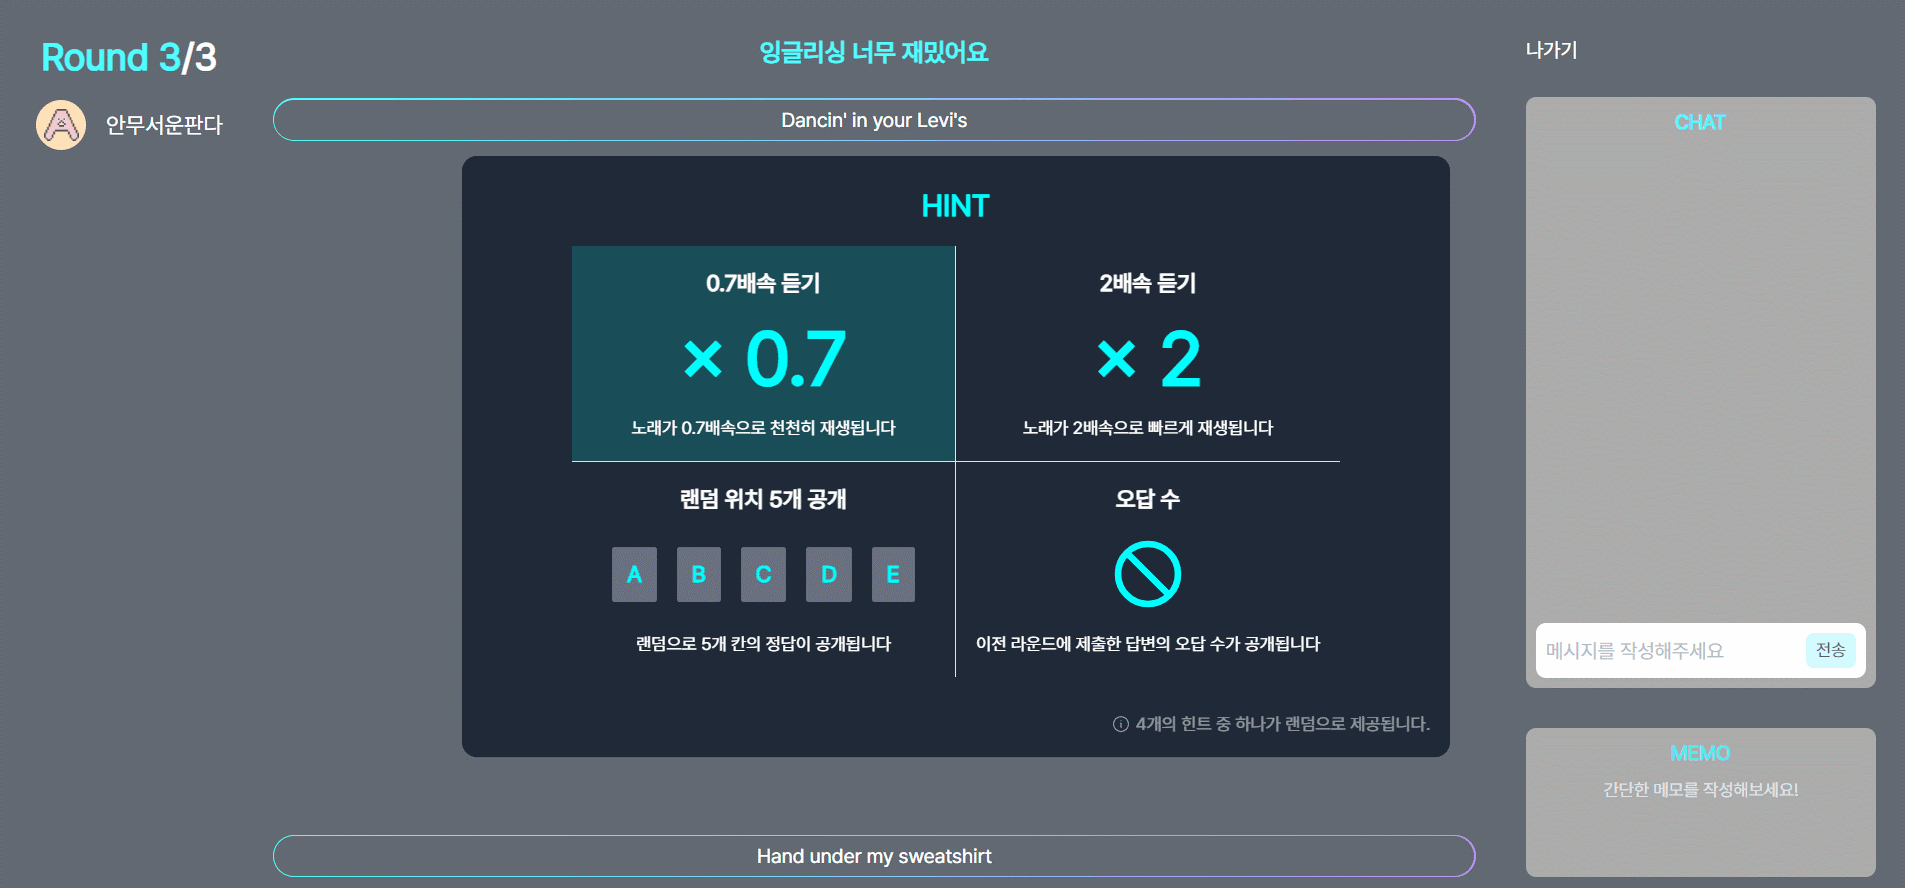 Round 3/3
안무서운판다
잉글리싱 너무 재밌어요
Dancin' in your Levi's
HINT
0.7배속 듣기
× 0.7
노래가 0.7배속으로 천천히 재생됩니다
2배속 듣기
× 2
노래가 2배속으로 빠르게 재생됩니다
랜덤 위치 5개 공개
A B C D E
랜덤으로 5개 칸의 정답이 공개됩니다
오답 수
이전 라운드에 제출한 답변의 오답 수가 공개됩니다
4개의 힌트 중 하나가 랜덤으로 제공됩니다.
Hand under my sweatshirt
나가기
CHAT
메시지를 작성해주세요
전송
MEMO
간단한 메모를 작성해보세요!